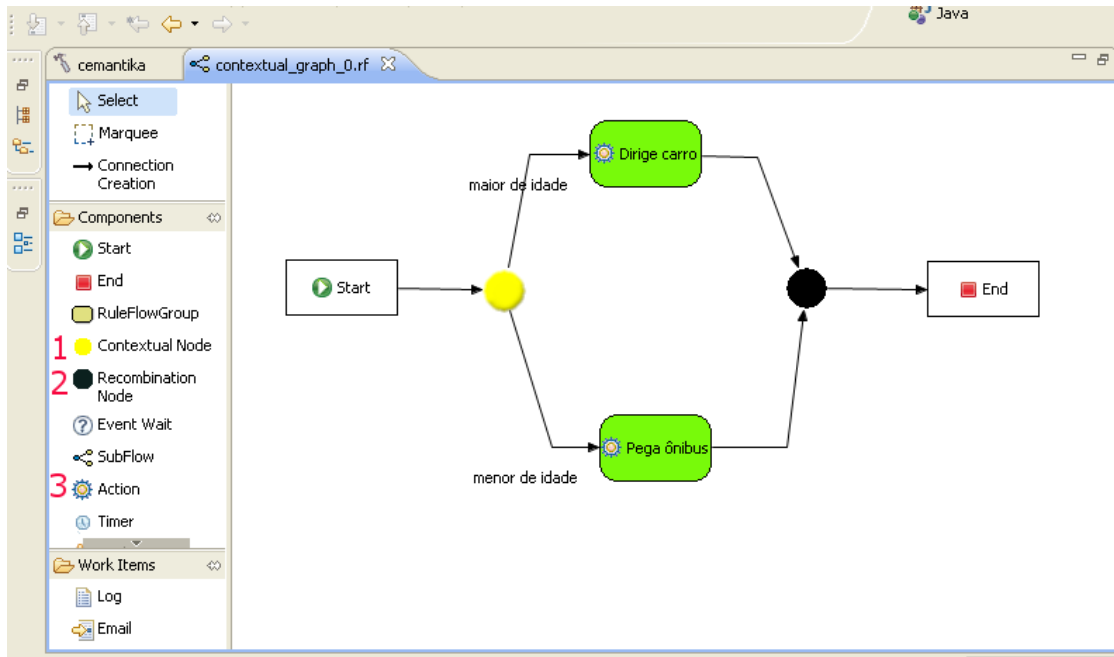 Java
cemantika
contextual_graph_0.rf
Select
Marquee
Connection
Creation
Components
Start
End
RuleFlowGroup
1 Contextual Node
2 Recombination
Node
Event Wait
SubFlow
3 Action
Timer
Work Items
Log
Email
Dirige carro
maior de idade
Start
End
Pega ônibus
menor de idade